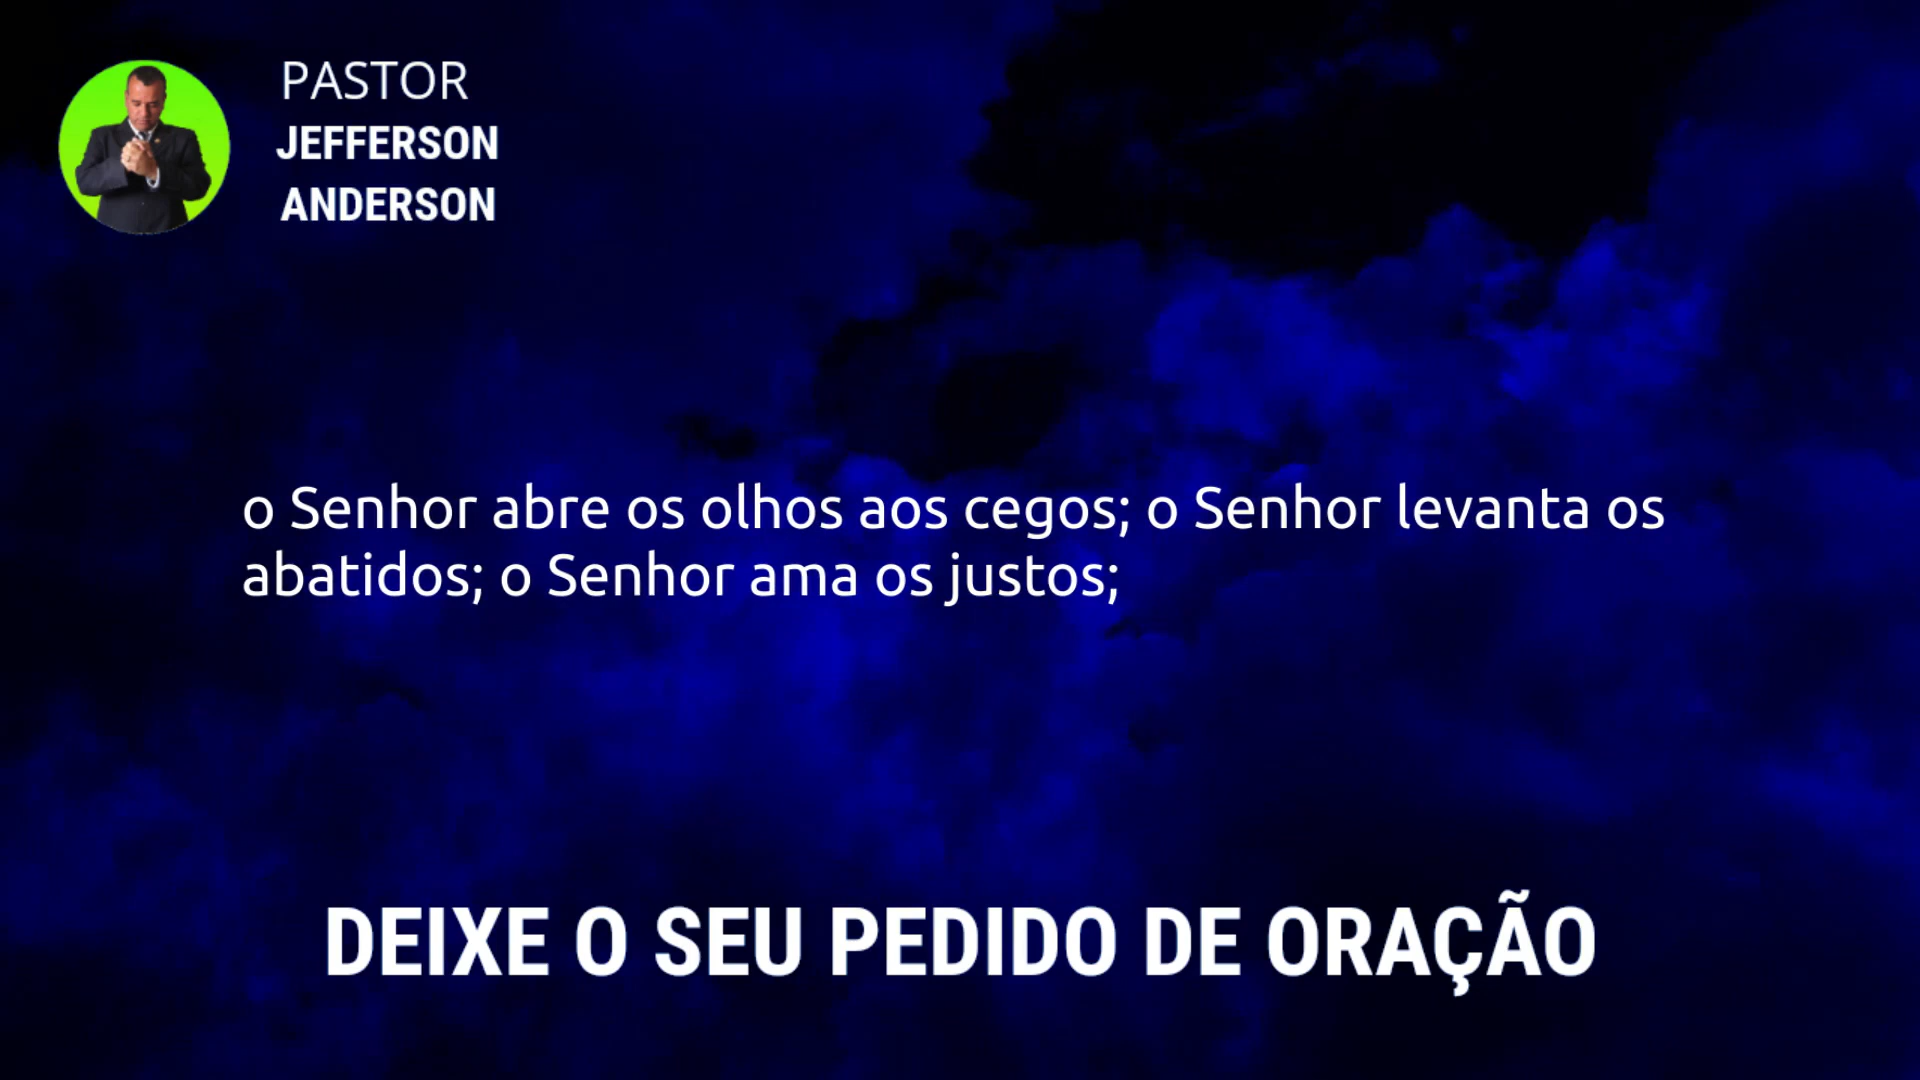 PASTOR
JEFFERSON
ANDERSON
o Senhor abre os olhos aos cegos; o Senhor levanta os
abatidos; o Senhor ama os justos;
DEIXE O SEU PEDIDO DE ORAÇÃO